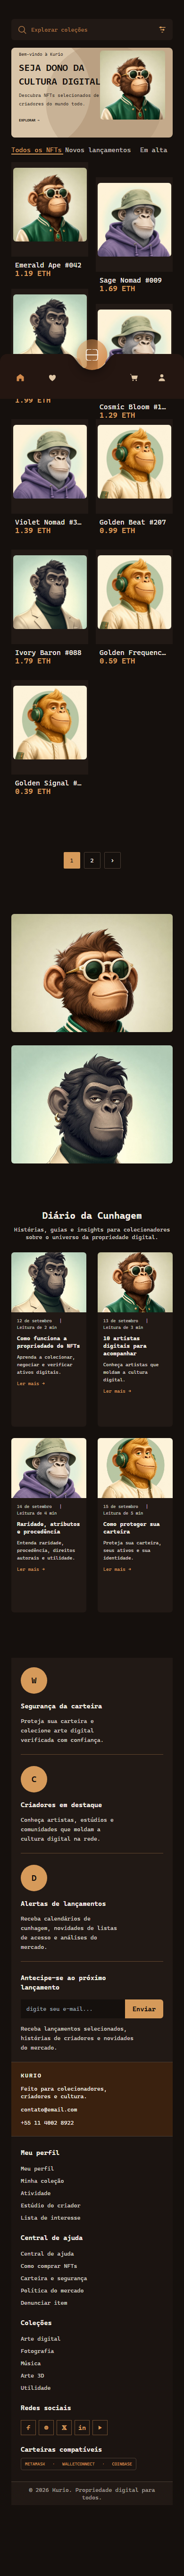 Explorar coleções
Bem-vindo à Kurio
SEJA DONO DA
CULTURA DIGITAL
Descubra NFTs selecionados de
criadores do mundo todo.
EXPLORAR →
Todos os NFTs
Novos lançamentos
Em alta
Emerald Ape #042
1.19 ETH
Sage Nomad #009
1.69 ETH
1.99 ETH
Cosmic Bloom #1…
1.29 ETH
Violet Nomad #3…
1.39 ETH
Golden Beat #207
0.99 ETH
Ivory Baron #088
1.79 ETH
Golden Frequenc…
0.59 ETH
Golden Signal #…
0.39 ETH
1
2
›
Diário da Cunhagem
Histórias, guias e insights para colecionadores
sobre o universo da propriedade digital.
12 de setembro |
Leitura de 2 min
Como funciona a
propriedade de NFTs
Aprenda a colecionar,
negociar e verificar
ativos digitais.
Ler mais →
13 de setembro |
Leitura de 3 min
10 artistas
digitais para
acompanhar
Conheça artistas que
moldam a cultura
digital.
Ler mais →
14 de setembro |
Leitura de 4 min
Raridade, atributos
e procedência
Entenda raridade,
procedência, direitos
autorais e utilidade.
Ler mais →
15 de setembro |
Leitura de 5 min
Como proteger sua
carteira
Proteja sua carteira,
seus ativos e sua
identidade.
Ler mais →
W
Segurança da carteira
Proteja sua carteira e
colecione arte digital
verificada com confiança.
C
Criadores em destaque
Conheça artistas, estúdios e
comunidades que moldam a
cultura digital na rede.
D
Alertas de lançamentos
Receba calendários de
cunhagem, novidades de listas
de acesso e análises do
mercado.
Antecipe-se ao próximo
lançamento
digite seu e-mail...
Enviar
Receba lançamentos selecionados,
histórias de criadores e novidades
de mercado.
KURIO
Feito para colecionadores,
criadores e cultura.
contato@email.com
+55 11 4002 8922
Meu perfil
Meu perfil
Minha coleção
Atividade
Estúdio do criador
Lista de interesse
Central de ajuda
Central de ajuda
Como comprar NFTs
Carteira e segurança
Política do mercado
Denunciar item
Coleções
Arte digital
Fotografia
Música
Arte 3D
Utilidade
Redes sociais
f
X
in
Carteiras compatíveis
METAMASK · WALLETCONNECT · COINBASE
© 2026 Kurio. Propriedade digital para
todos.